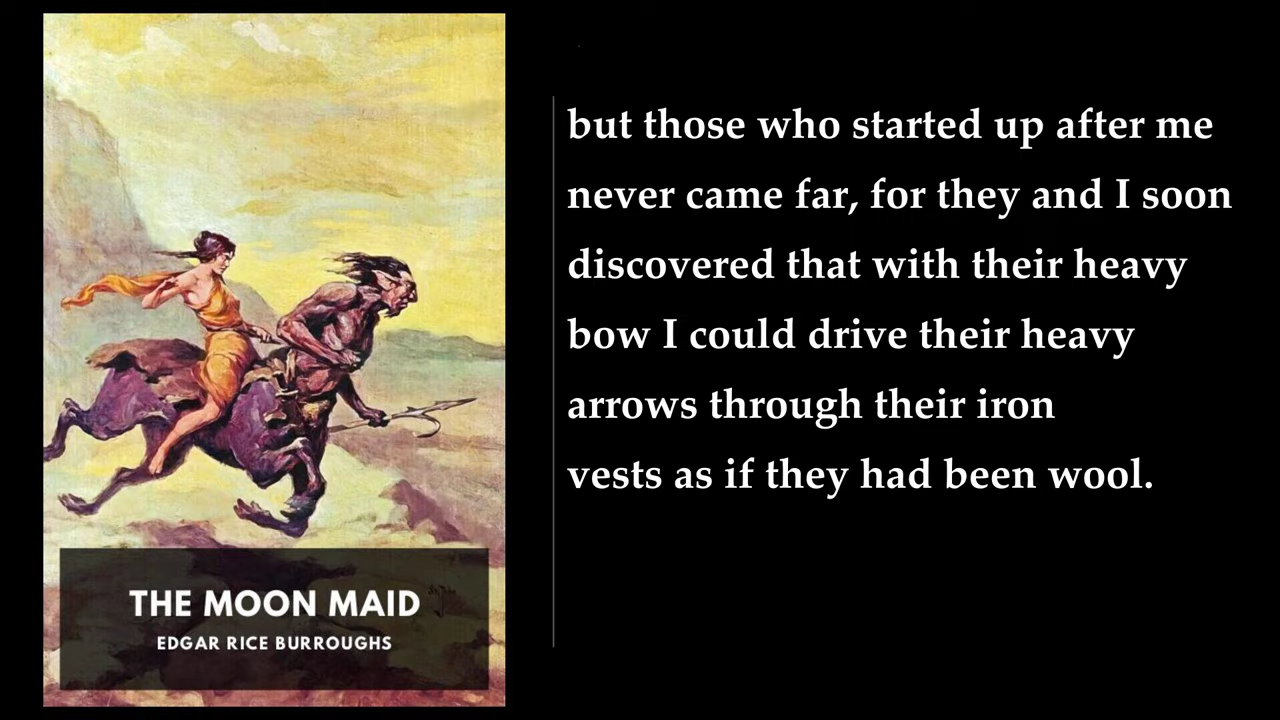 THE MOON MAID
EDGAR RICE BURROUGHS
but those who started up after me
never came far, for they and I soon
discovered that with their heavy
bow I could drive their heavy
arrows through their iron
vests as if they had been wool.